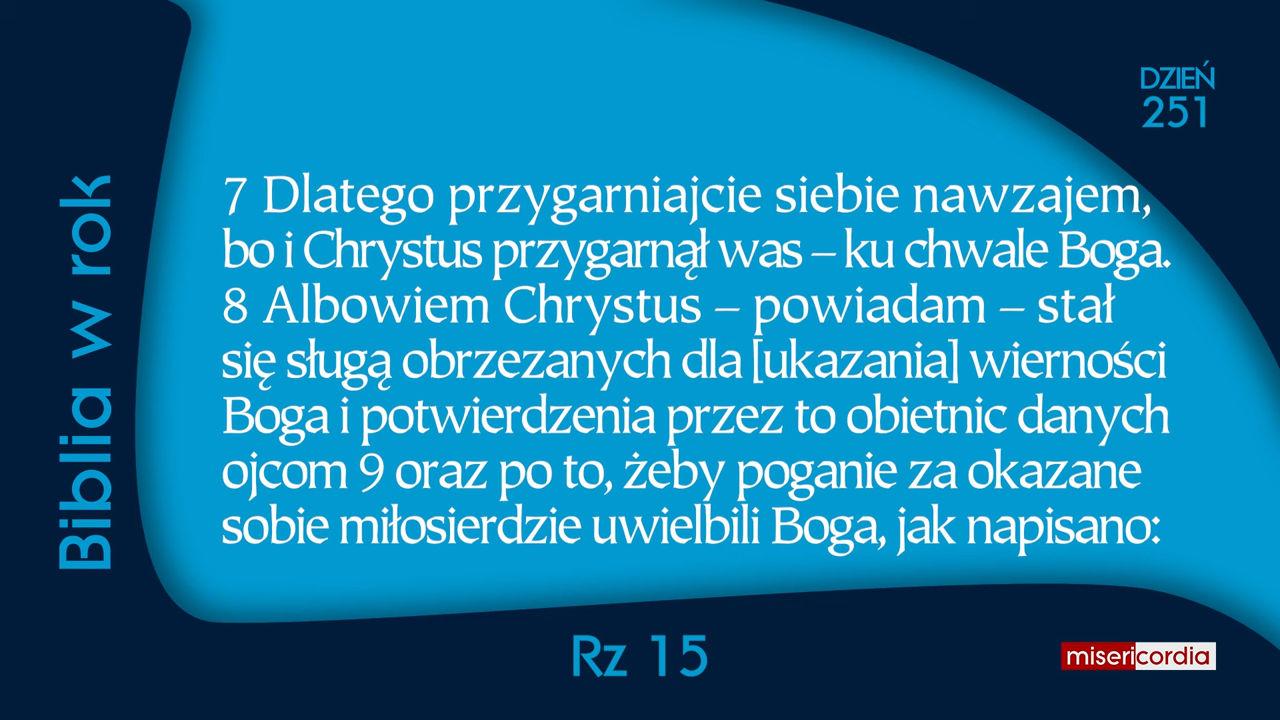 DZIEŃ
251
Biblia w rok
7 Dlatego przygarniajcie siebie nawzajem,
bo i Chrystus przygarnął was – ku chwale Boga.
8 Albowiem Chrystus – powiadam – stał
się sługą obrzezanych dla [ukazania] wierności
Boga i potwierdzenia przez to obietnic danych
ojcom 9 oraz po to, żeby poganie za okazane
sobie miłosierdzie uwielbili Boga, jak napisano:
Rz 15
misericordia